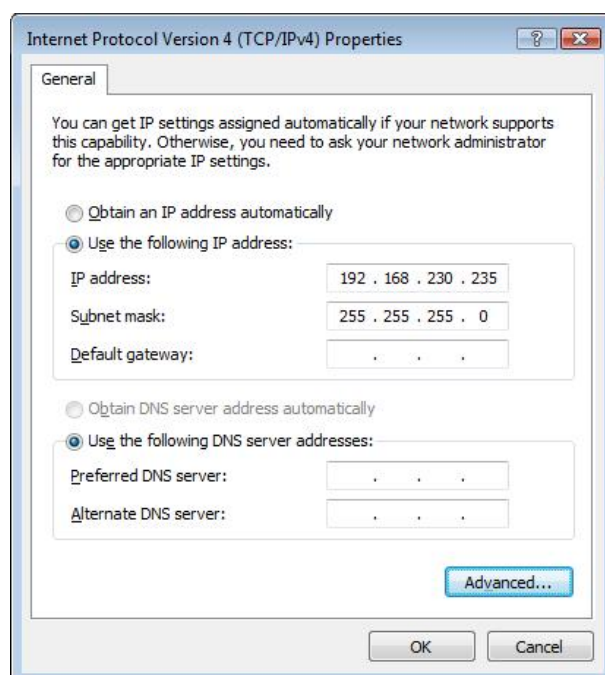 Internet Protocol Version 4 (TCP/IPv4) Properties
General
You can get IP settings assigned automatically if your network supports
this capability. Otherwise, you need to ask your network administrator
for the appropriate IP settings.
Obtain an IP address automatically
Use the following IP address:
IP address: 192 . 168 . 230 . 235
Subnet mask: 255 . 255 . 255 . 0
Default gateway: . . .
Obtain DNS server address automatically
Use the following DNS server addresses:
Preferred DNS server: . . .
Alternate DNS server: . . .
Advanced...
OK Cancel